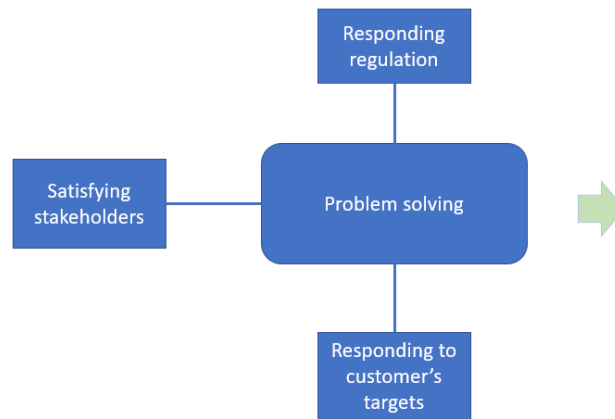 Responding
regulation
Satisfying
stakeholders
Problem solving
Responding to
customer’s
targets